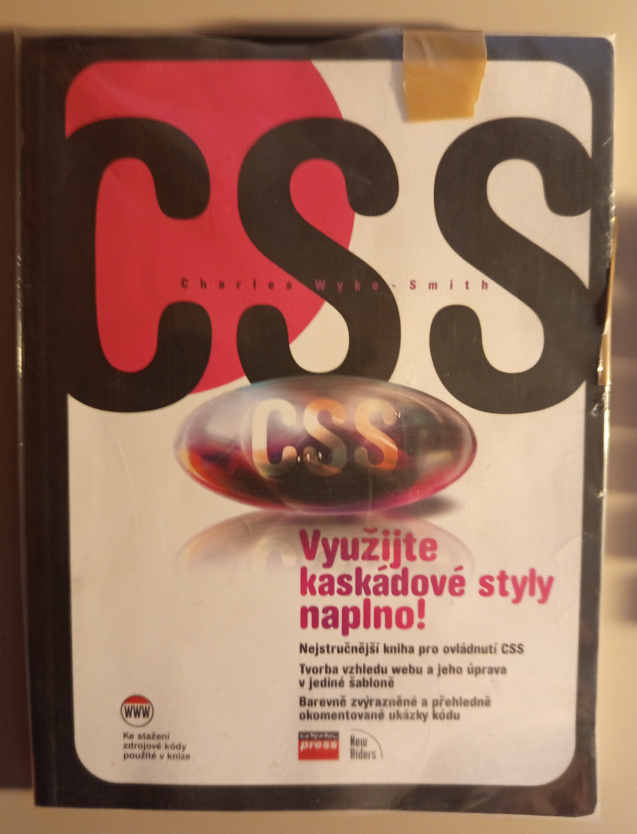 CSS
Charles Wyke-Smith
CSS
Využijte
kaskádové styly
naplno!
Nejstručnější kniha pro ovládnutí CSS
Tvorba vzhledu webu a jeho úprava
v jediné šabloně
Barevně zvýrazněné a přehledně
okomentované ukázky kódu
WWW
Ke stažení
zdrojové kódy
použité v knize
computer
press
New
Riders